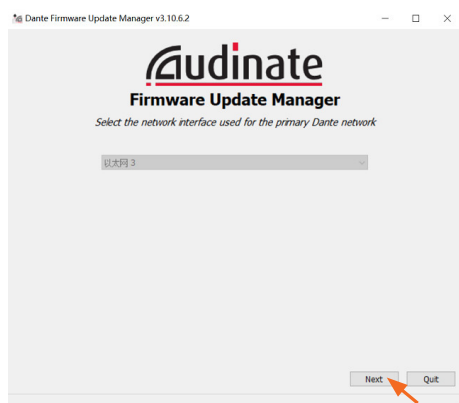 Dante Firmware Update Manager v3.10.6.2
Audinate
Firmware Update Manager
Select the network interface used for the primary Dante network
以太网 3
Next
Quit